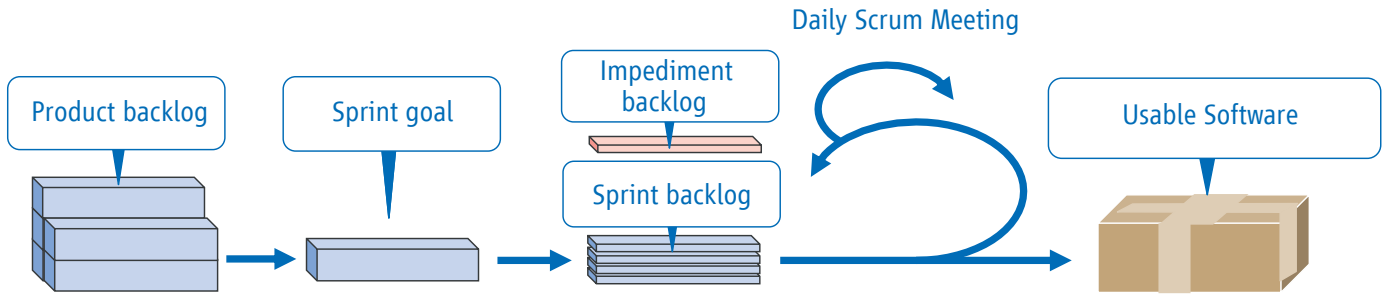 Daily Scrum Meeting
Product backlog
Sprint goal
Impediment
backlog
Sprint backlog
Usable Software